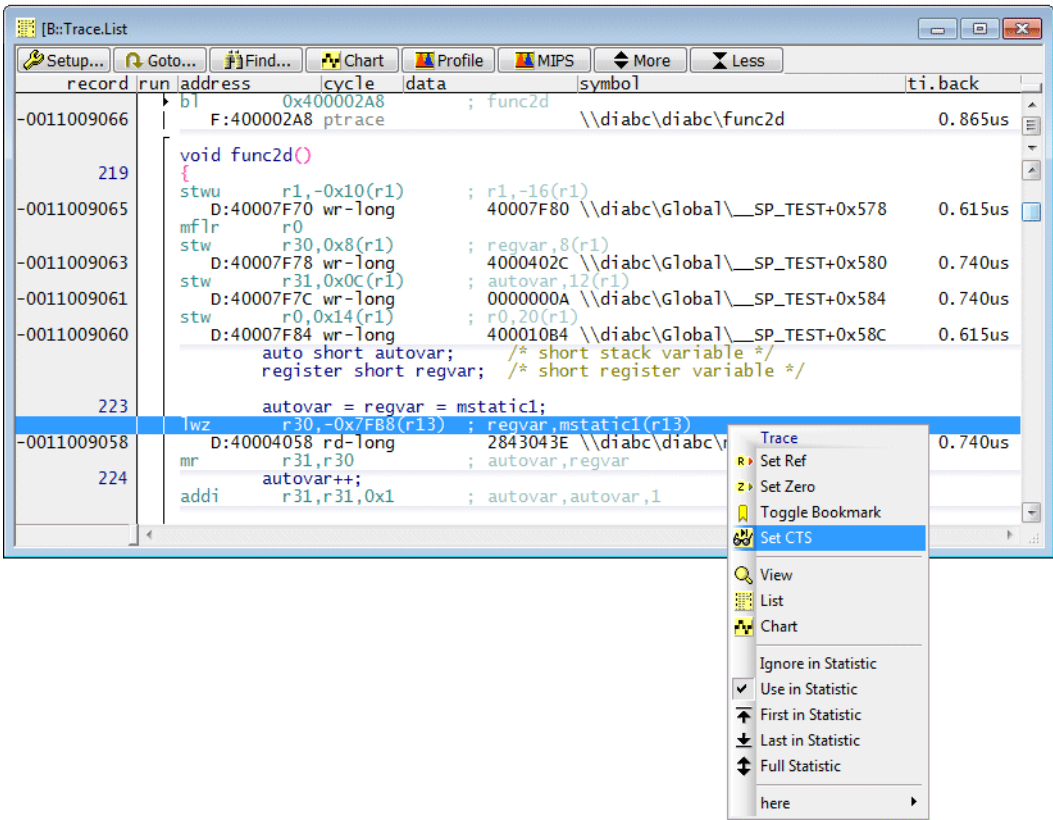 [B::Trace.List
Setup... Goto... Find... Chart Profile MIPS More Less
record run address cycle data symbol ti.back
bl 0x400002A8 ; func2d
-0011009066 F:400002A8 ptrace \\diabc\diabc\func2d 0.865us
void func2d()
219 {
stwu r1,-0x10(r1) ; r1,-16(r1)
-0011009065 D:40007F70 wr-long 40007F80 \\diabc\Global\__SP_TEST+0x578 0.615us
mflr r0
stw r30,0x8(r1) ; regvar,8(r1)
-0011009063 D:40007F78 wr-long 4000402C \\diabc\Global\__SP_TEST+0x580 0.740us
stw r31,0x0C(r1) ; autovar,12(r1)
-0011009061 D:40007F7C wr-long 0000000A \\diabc\Global\__SP_TEST+0x584 0.740us
stw r0,0x14(r1) ; r0,20(r1)
-0011009060 D:40007F84 wr-long 400010B4 \\diabc\Global\__SP_TEST+0x58C 0.615us
auto short autovar; /* short stack variable */
register short regvar; /* short register variable */
223 autovar = regvar = mstatic1;
lwz r30,-0x7FB8(r13) ; regvar,mstatic1(r13)
-0011009058 D:40004058 rd-long 2843043E \\diabc\diabc\ 0.740us
mr r31,r30 ; autovar,regvar
224 autovar++;
addi r31,r31,0x1 ; autovar,autovar,1
Trace
Set Ref
Set Zero
Toggle Bookmark
Set CTS
View
List
Chart
Ignore in Statistic
Use in Statistic
First in Statistic
Last in Statistic
Full Statistic
here